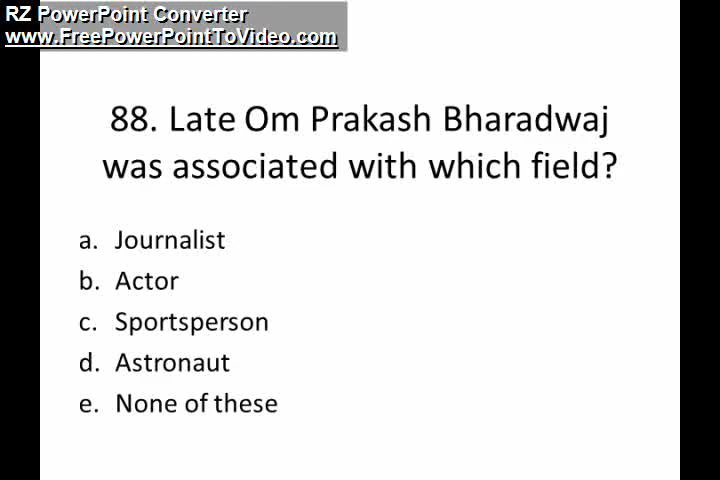 RZ PowerPoint Converter
www.FreePowerPointToVideo.com
88. Late Om Prakash Bharadwaj
was associated with which field?
a. Journalist
b. Actor
c. Sportsperson
d. Astronaut
e. None of these